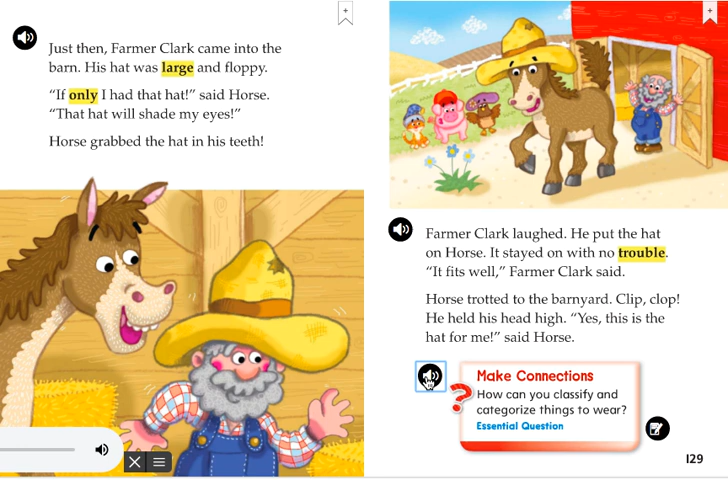 Just then, Farmer Clark came into the
barn. His hat was large and floppy.
“If only I had that hat!” said Horse.
“That hat will shade my eyes!”
Horse grabbed the hat in his teeth!
Farmer Clark laughed. He put the hat
on Horse. It stayed on with no trouble.
“It fits well,” Farmer Clark said.
Horse trotted to the barnyard. Clip, clop!
He held his head high. “Yes, this is the
hat for me!” said Horse.
Make Connections
How can you classify and
categorize things to wear?
Essential Question
129